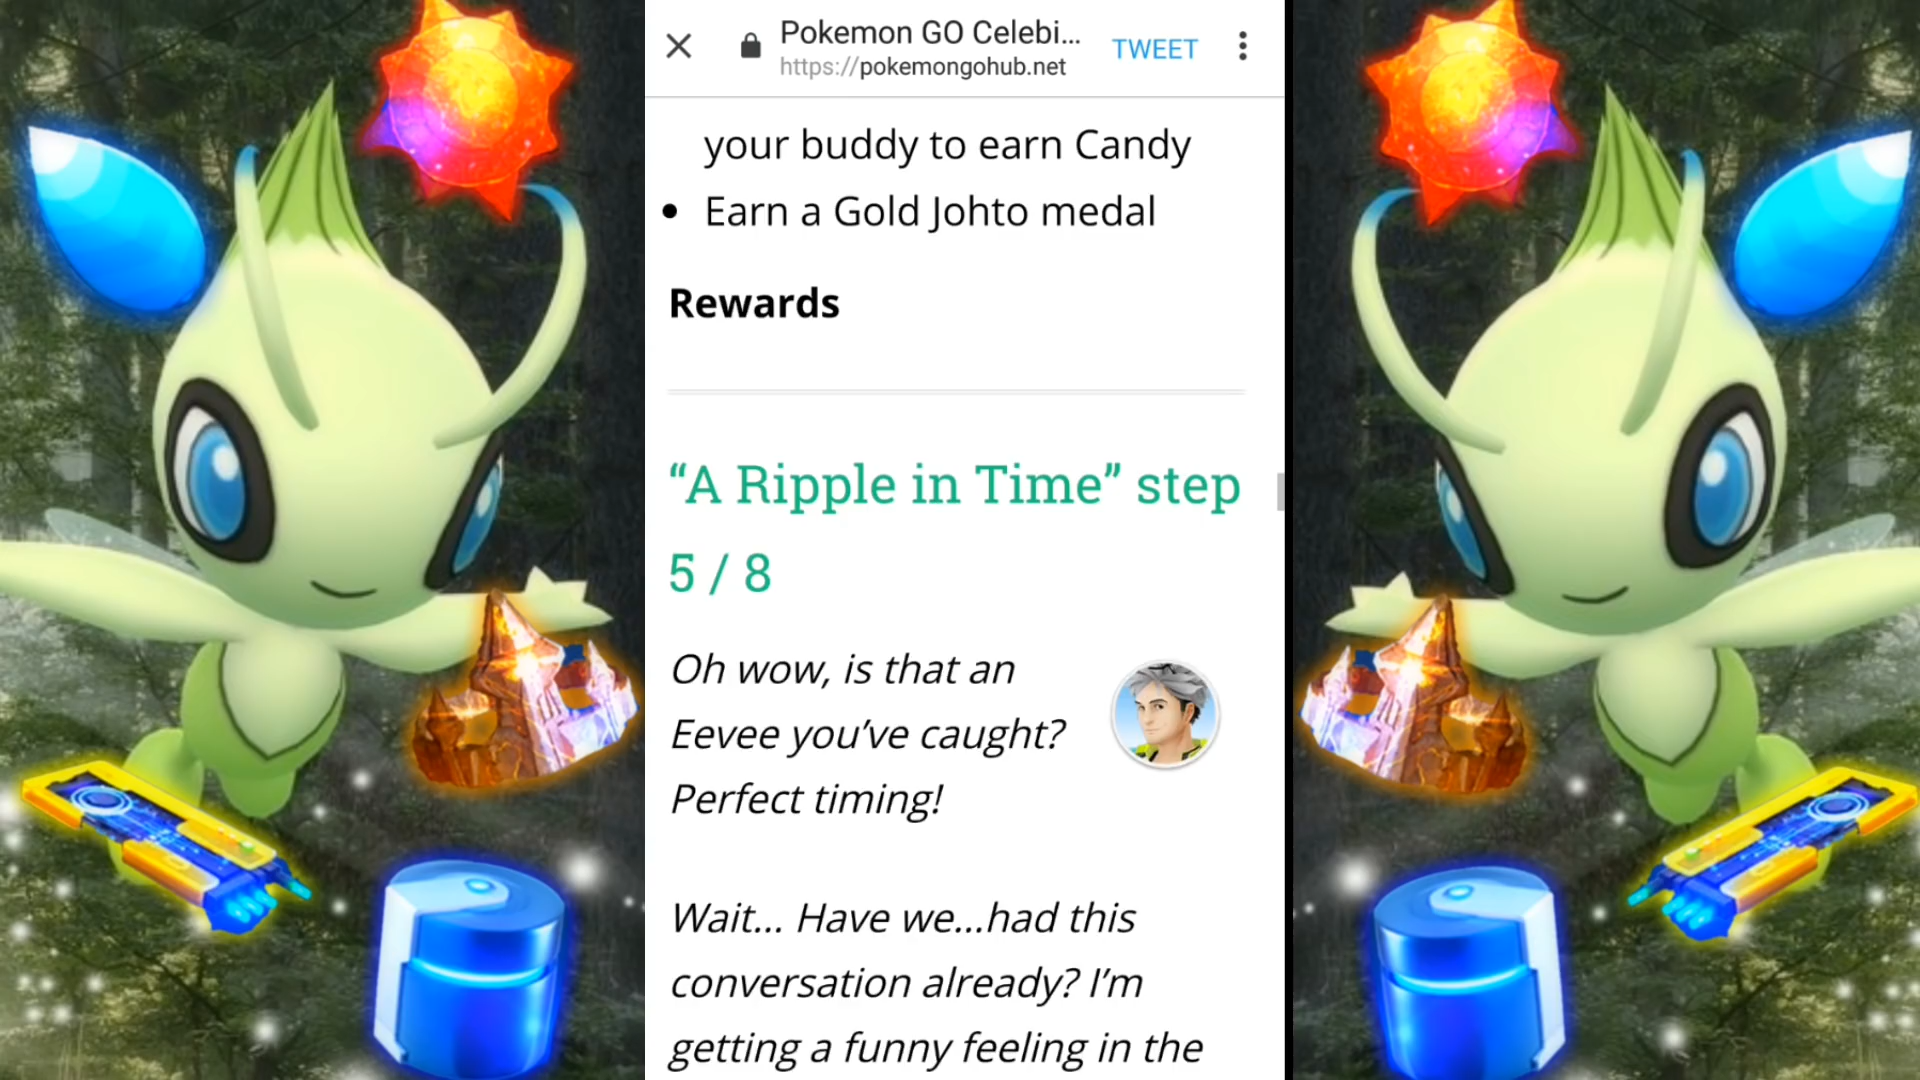 Pokemon GO Celebi...
https://pokemongohub.net
TWEET
your buddy to earn Candy
• Earn a Gold Johto medal
Rewards
“A Ripple in Time” step
5 / 8
Oh wow, is that an
Eevee you’ve caught?
Perfect timing!
Wait... Have we...had this
conversation already? I’m
getting a funny feeling in the